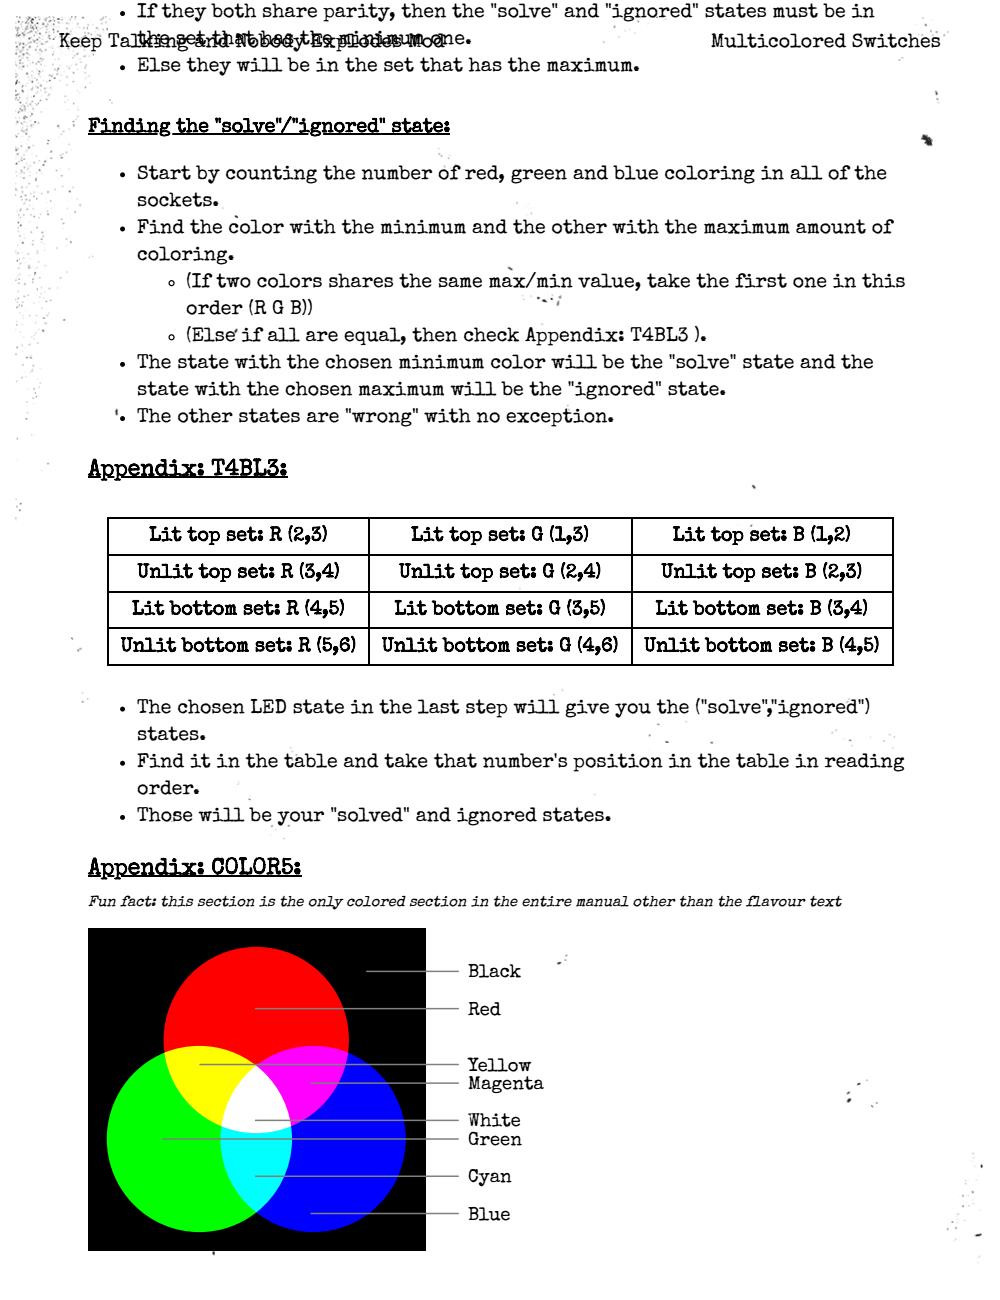 • If they both share parity, then the "solve" and "ignored" states must be in
the set that has the minimum one.
Keep Talking and Nobody Explodes Mod Multicolored Switches
• Else they will be in the set that has the maximum.
Finding the "solve"/"ignored" state:
• Start by counting the number of red, green and blue coloring in all of the
sockets.
• Find the color with the minimum and the other with the maximum amount of
coloring.
◦ (If two colors shares the same max/min value, take the first one in this
order (R G B))
◦ (Else if all are equal, then check Appendix: T4BL3 ).
• The state with the chosen minimum color will be the "solve" state and the
state with the chosen maximum will be the "ignored" state.
• The other states are "wrong" with no exception.
Appendix: T4BL3:
Lit top set: R (2,3) Lit top set: G (1,3) Lit top set: B (1,2)
Unlit top set: R (3,4) Unlit top set: G (2,4) Unlit top set: B (2,3)
Lit bottom set: R (4,5) Lit bottom set: G (3,5) Lit bottom set: B (3,4)
Unlit bottom set: R (5,6) Unlit bottom set: G (4,6) Unlit bottom set: B (4,5)
• The chosen LED state in the last step will give you the ("solve","ignored")
states.
• Find it in the table and take that number's position in the table in reading
order.
• Those will be your "solved" and ignored states.
Appendix: COLOR5:
Fun fact: this section is the only colored section in the entire manual other than the flavour text
Black
Red
Yellow
Magenta
White
Green
Cyan
Blue